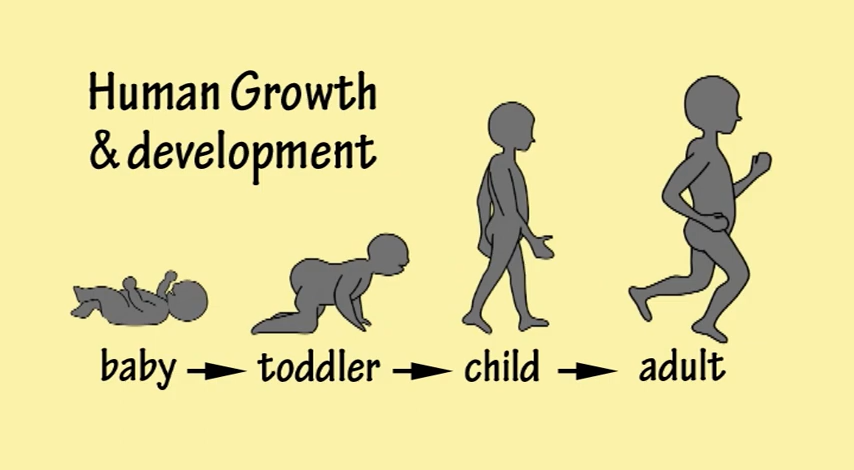 Human Growth
& development
baby → toddler → child → adult